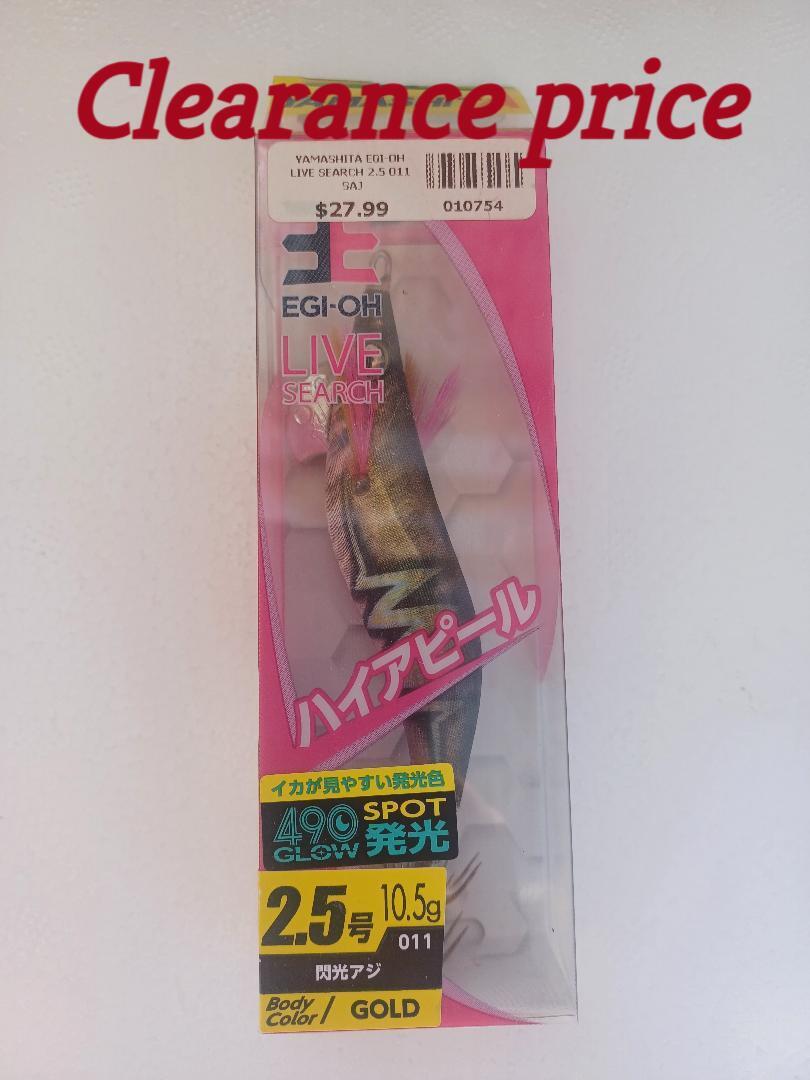 Clearance price
YAMASHITA EGI-OH
LIVE SEARCH 2.5 011
SAJ
$27.99
010754
EGI-OH
LIVE
SEARCH
ハイアピール
イカが見やすい発光色
490
GLOW
SPOT
発光
2.5号
10.5g
011
閃光アジ
Body
Color/
GOLD